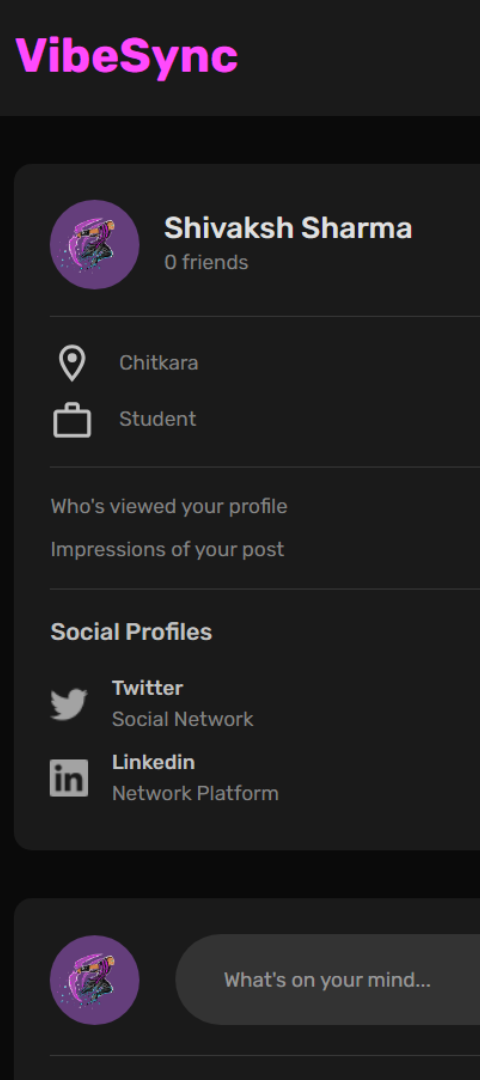 VibeSync
Shivaksh Sharma
0 friends
Chitkara
Student
Who's viewed your profile
Impressions of your post
Social Profiles
Twitter
Social Network
in
Linkedin
Network Platform
What's on your mind...